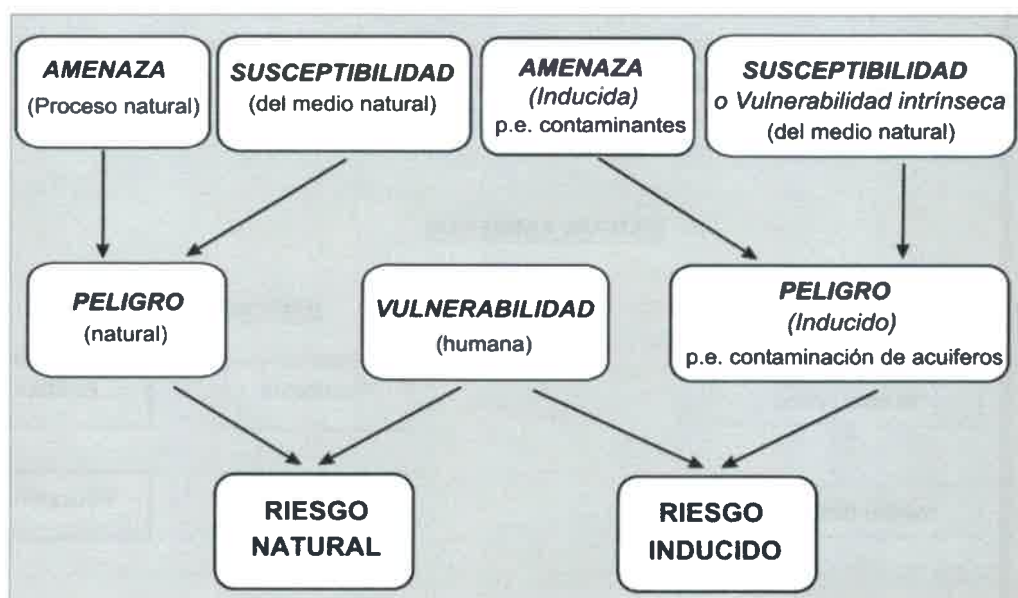 AMENAZA
(Proceso natural)
SUSCEPTIBILIDAD
(del medio natural)
AMENAZA
(Inducida)
p.e. contaminantes
SUSCEPTIBILIDAD
o Vulnerabilidad intrínseca
(del medio natural)
PELIGRO
(natural)
VULNERABILIDAD
(humana)
PELIGRO
(Inducido)
p.e. contaminación de acuiferos
RIESGO
NATURAL
RIESGO
INDUCIDO